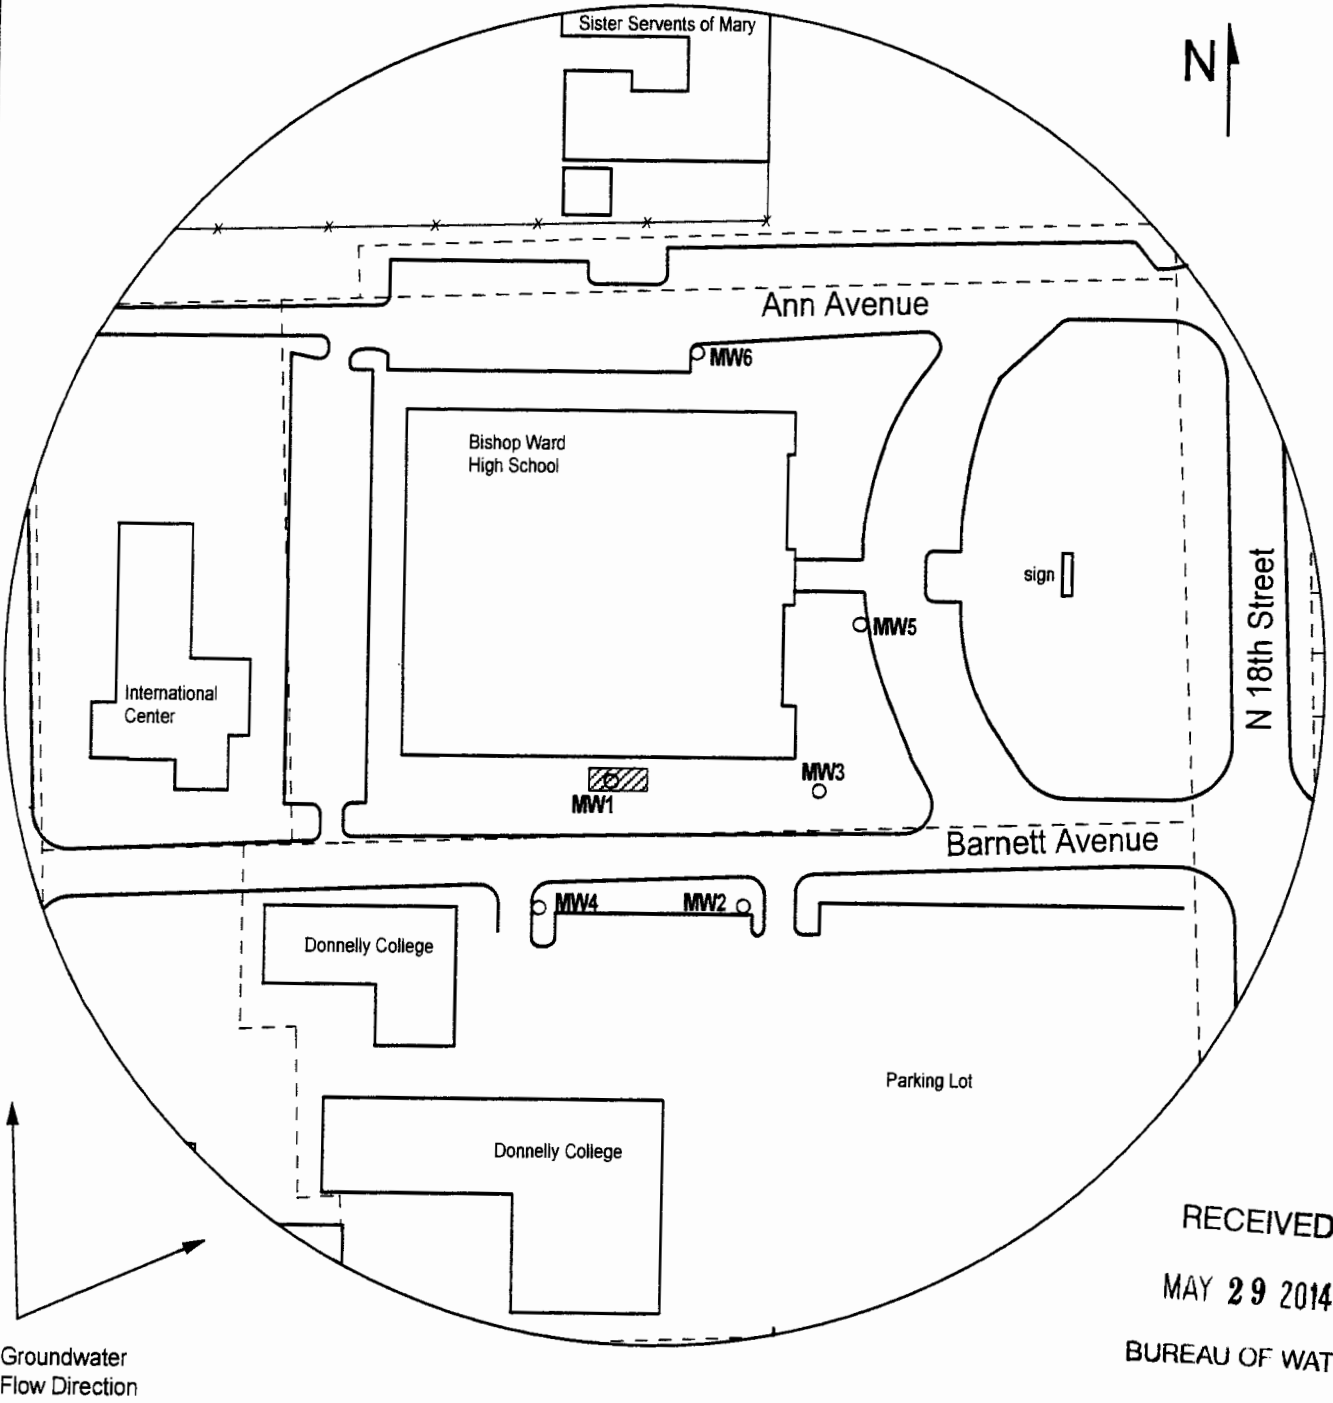 Sister Servents of Mary
N
Ann Avenue
MW6
Bishop Ward
High School
sign
N 18th Street
MW5
International
Center
MW3
MW1
Barnett Avenue
MW4
MW2
Donnelly College
Parking Lot
Donnelly College
RECEIVED
MAY 29 2014
BUREAU OF WAT
Groundwater
Flow Direction